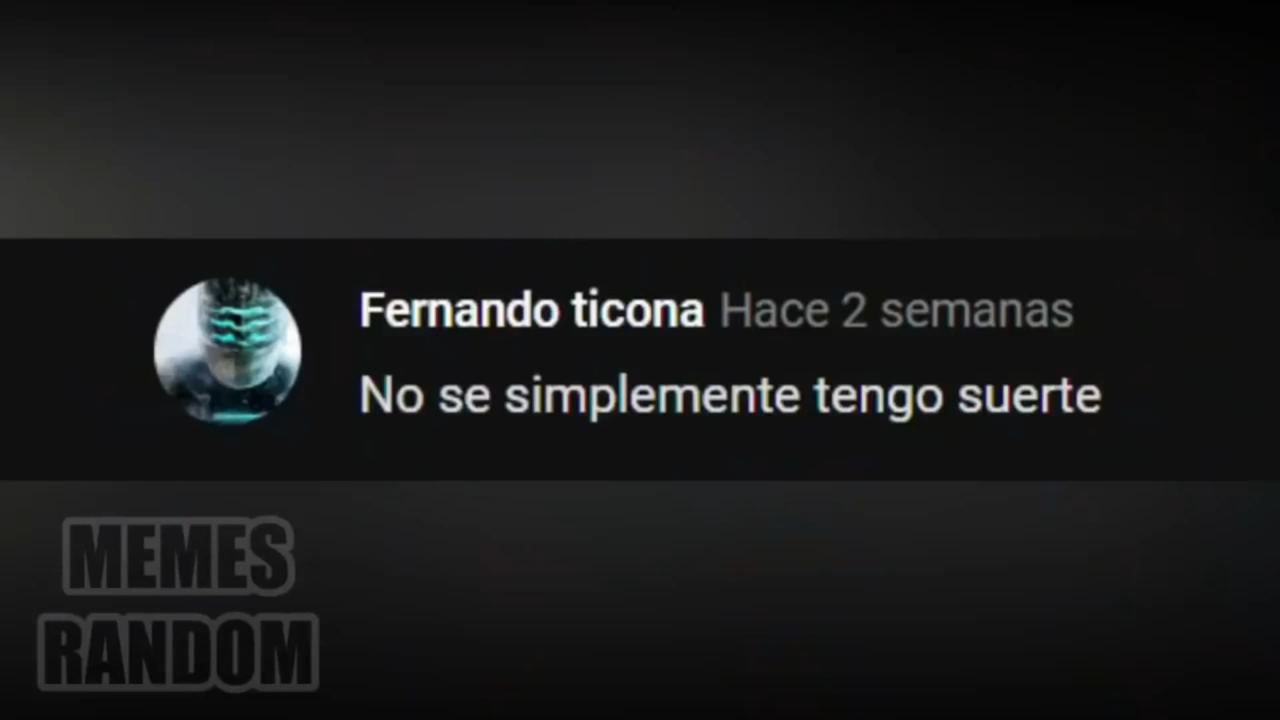 Fernando ticona Hace 2 semanas
No se simplemente tengo suerte
MEMES
RANDOM